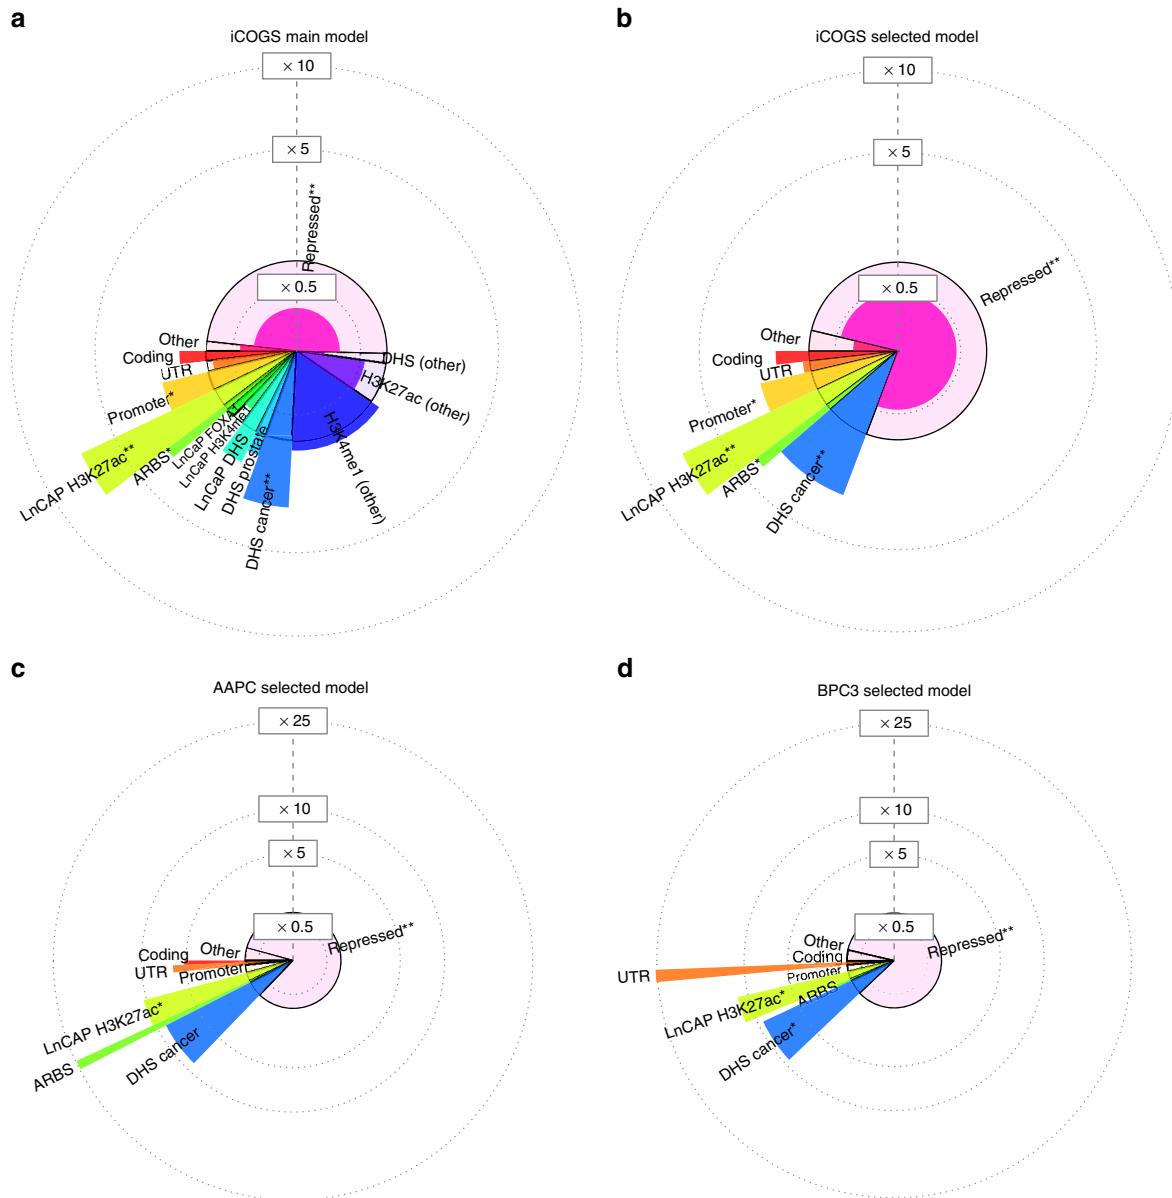 a
iCOGS main model
× 10
× 5
Repressed**
× 0.5
Other
Coding
UTR
Promoter*
LnCAP H3K27ac**
ARBS*
LnCaP FOXA1
LnCaP H3K4me1
LnCaP DHS
DHS prostate
DHS cancer**
H3K4me1 (other)
H3K27ac (other)
DHS (other)
b
iCOGS selected model
× 10
× 5
Repressed**
× 0.5
Other
Coding
UTR
Promoter*
LnCAP H3K27ac**
ARBS*
DHS cancer**
c
AAPC selected model
× 25
× 10
× 5
× 0.5
Repressed**
Other
Coding
UTR
Promoter
LnCAP H3K27ac*
ARBS
DHS cancer
d
BPC3 selected model
× 25
× 10
× 5
× 0.5
Repressed**
Other
Coding
UTR
Promoter
ARBS
LnCAP H3K27ac*
DHS cancer*